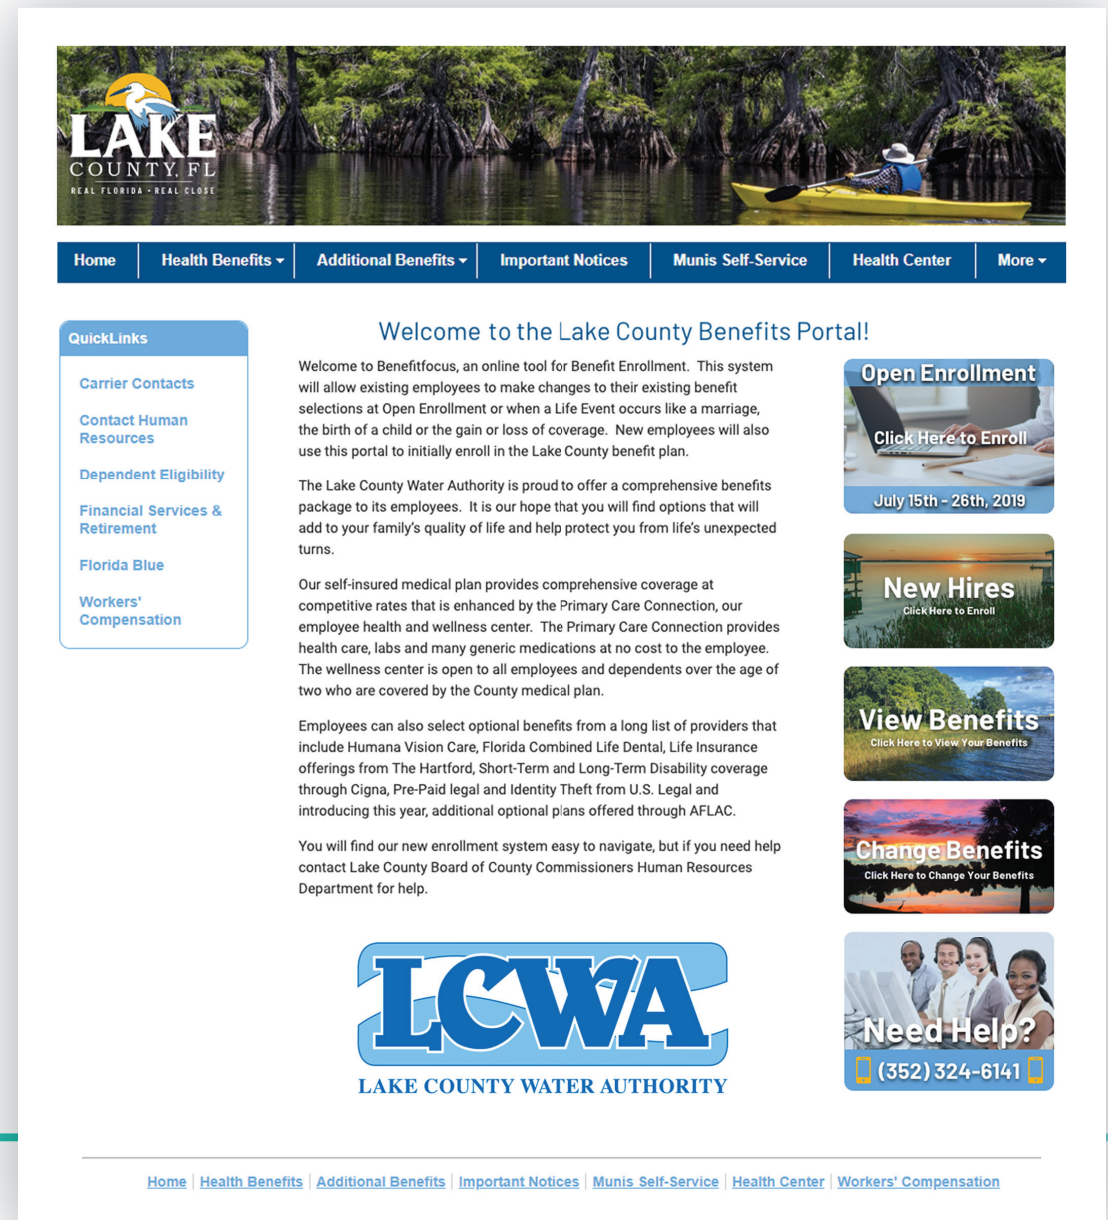 LAKE
COUNTY, FL
REAL FLORIDA • REAL CLOSE
Home
Health Benefits
Additional Benefits
Important Notices
Munis Self-Service
Health Center
More
QuickLinks
Carrier Contacts
Contact Human
Resources
Dependent Eligibility
Financial Services &
Retirement
Florida Blue
Workers'
Compensation
Welcome to the Lake County Benefits Portal!
Welcome to Benefitfocus, an online tool for Benefit Enrollment.  This system
will allow existing employees to make changes to their existing benefit
selections at Open Enrollment or when a Life Event occurs like a marriage,
the birth of a child or the gain or loss of coverage.  New employees will also
use this portal to initially enroll in the Lake County benefit plan.
The Lake County Water Authority is proud to offer a comprehensive benefits
package to its employees.  It is our hope that you will find options that will
add to your family's quality of life and help protect you from life's unexpected
turns.
Our self-insured medical plan provides comprehensive coverage at
competitive rates that is enhanced by the Primary Care Connection, our
employee health and wellness center.  The Primary Care Connection provides
health care, labs and many generic medications at no cost to the employee.
The wellness center is open to all employees and dependents over the age of
two who are covered by the County medical plan.
Employees can also select optional benefits from a long list of providers that
include Humana Vision Care, Florida Combined Life Dental, Life Insurance
offerings from The Hartford, Short-Term and Long-Term Disability coverage
through Cigna, Pre-Paid legal and Identity Theft from U.S. Legal and
introducing this year, additional optional plans offered through AFLAC.
You will find our new enrollment system easy to navigate, but if you need help
contact Lake County Board of County Commissioners Human Resources
Department for help.
LCWA
LAKE COUNTY WATER AUTHORITY
Open Enrollment
Click Here to Enroll
July 15th - 26th, 2019
New Hires
Click Here to Enroll
View Benefits
Click Here to View Your Benefits
Change Benefits
Click Here to Change Your Benefits
Need Help?
(352) 324-6141
Home | Health Benefits | Additional Benefits | Important Notices | Munis Self-Service | Health Center | Workers' Compensation